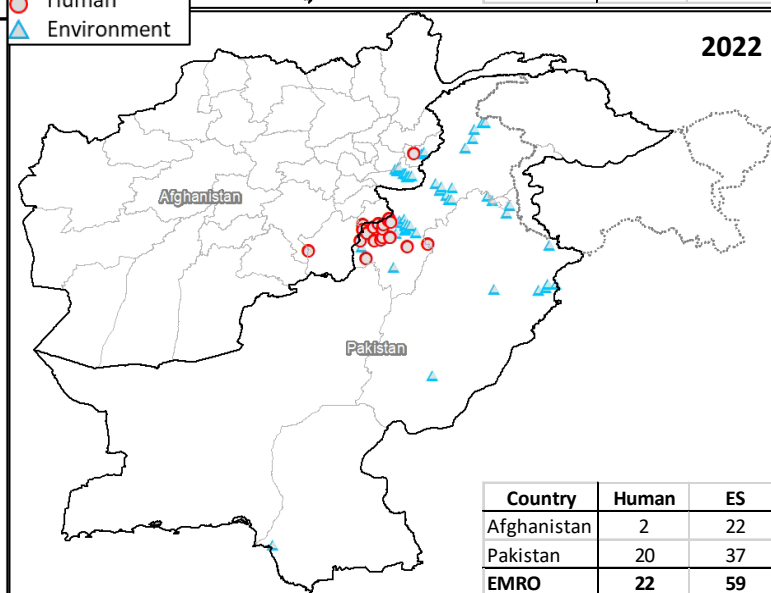 Human
Environment
2022
Afghanistan
Pakistan
Country Human ES
Afghanistan 2 22
Pakistan 20 37
EMRO 22 59